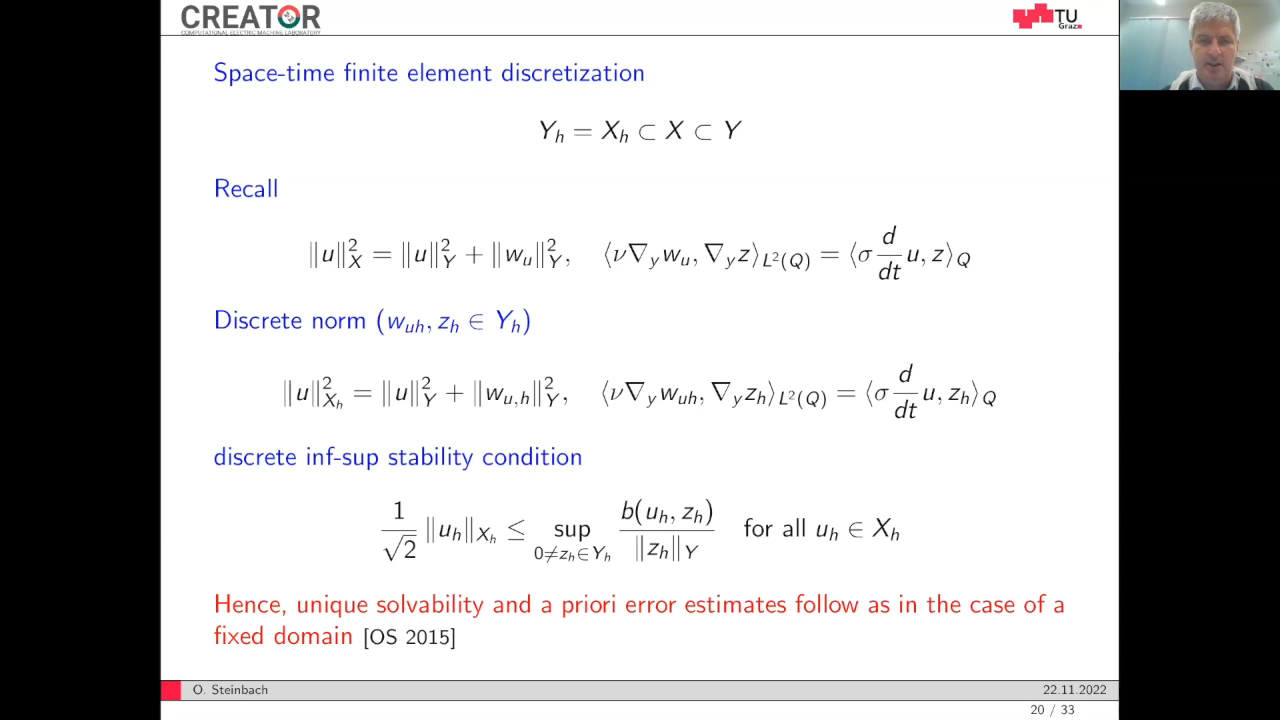 CREATOR
COMPUTATIONAL ELECTRIC MACHINE LABORATORY
TU
Graz
Space-time finite element discretization
Y_h = X_h ⊂ X ⊂ Y
Recall
‖u‖²_X = ‖u‖²_Y + ‖w_u‖²_Y, ⟨ν∇_y w_u, ∇_y z⟩_{L²(Q)} = ⟨σ d/dt u, z⟩_Q
Discrete norm (w_{uh}, z_h ∈ Y_h)
‖u‖²_{X_h} = ‖u‖²_Y + ‖w_{u,h}‖²_Y, ⟨ν∇_y w_{uh}, ∇_y z_h⟩_{L²(Q)} = ⟨σ d/dt u, z_h⟩_Q
discrete inf-sup stability condition
1/√2 ‖u_h‖_{X_h} ≤ sup_{0≠z_h∈Y_h} b(u_h, z_h)/‖z_h‖_Y for all u_h ∈ X_h
Hence, unique solvability and a priori error estimates follow as in the case of a
fixed domain [OS 2015]
O. Steinbach 22.11.2022
20 / 33